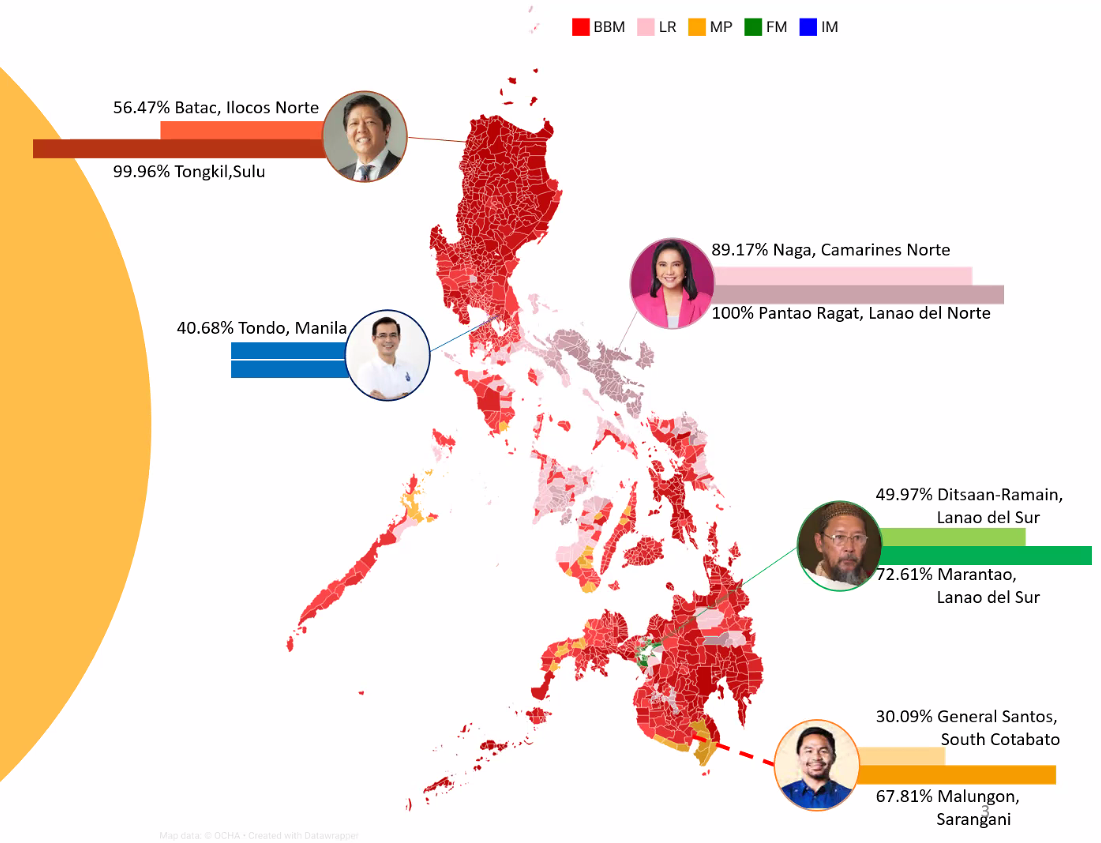 BBM LR MP FM IM
56.47% Batac, Ilocos Norte
99.96% Tongkil,Sulu
89.17% Naga, Camarines Norte
100% Pantao Ragat, Lanao del Norte
40.68% Tondo, Manila
49.97% Ditsaan-Ramain,
Lanao del Sur
72.61% Marantao,
Lanao del Sur
30.09% General Santos,
South Cotabato
67.81% Malungon,
Sarangani
3
Map data: © OCHA • Created with Datawrapper